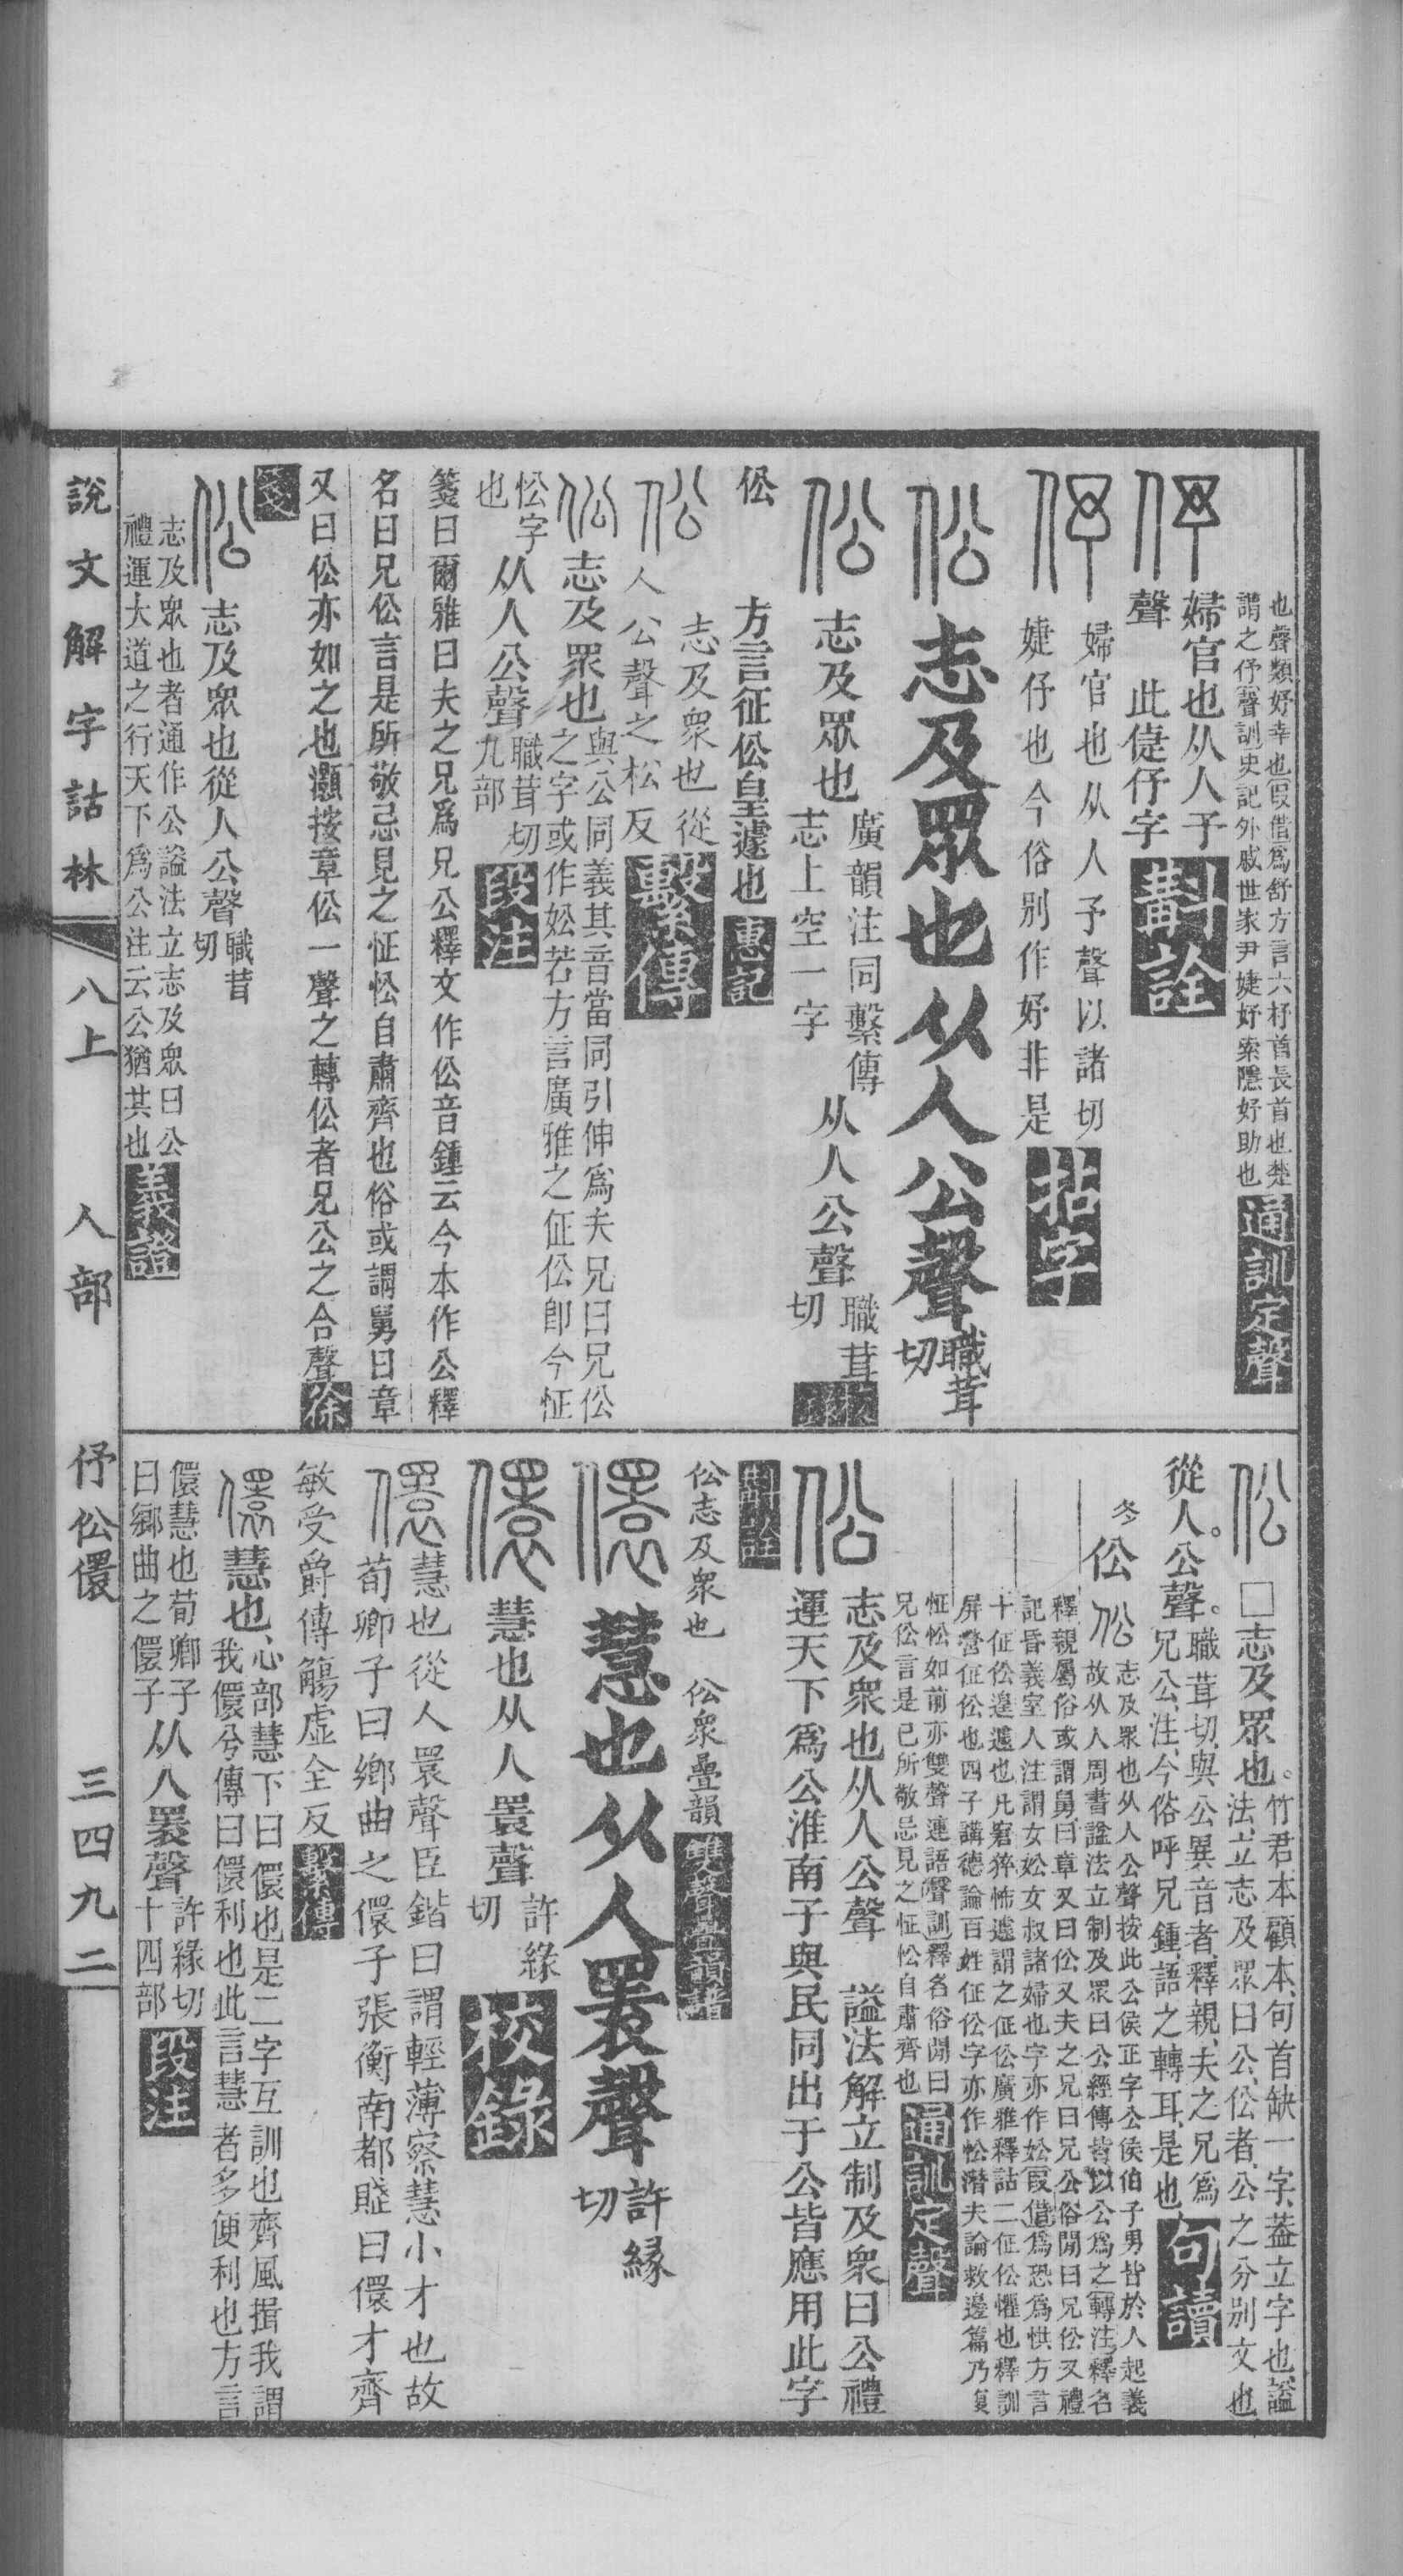 也聲類妤幸也叚借爲舒方言六杼首長首也楚
謂之伃聲訓史記外戚世家尹婕妤索隱妤助也
通訓定聲
伃
婦官也从人予
聲 此倢伃字
斠詮
伃
婦官也从人予聲以諸切
婕伃也今俗别作妤非是
拈字
伀
志及眾也从人公聲職茸切
伀
志及眾也廣韻注同繫傳志上空一字
从人公聲職茸切
校錄
伀
方言征伀皇遽也
惠記
伀
志及衆也從
人公聲之松反
繫傳
伀
志及眾也與公同義其音當同引伸爲夫兄曰兄伀
之字或作妐若方言廣雅之怔伀卽今怔
忪字也从人公聲職茸切九部
段注
箋曰爾雅曰夫之兄爲兄公釋文作伀音鍾云今本作公釋
名曰兄伀言是所敬忌見之怔忪自肅齊也俗或謂舅曰章
又曰伀亦如之也灝按章伀一聲之轉伀者兄公之合聲
徐箋
伀
志及眾也從人公聲職茸切
志及眾也者通作公謚法立志及眾曰公
禮運大道之行天下爲公注云公猶共也
義證
伀
□志及眾也。竹君本顧本句首缺一字、葢立字也、謚
法、立志及眾曰公、伀者、公之分别文也、
從人。公聲。職茸切、與公異音者、釋親、夫之兄爲
兄公、注、今俗呼兄鍾、語之轉耳、是也、
句讀
伀
伀
志及眾也从人公聲按此公侯正字公侯伯子男皆於人起義
故从人周書謚法立制及眾曰公經傳皆以公爲之轉注釋名
釋親屬俗或謂舅曰章又曰伀又夫之兄曰兄公俗閒曰兄伀又禮
記昏義室人注謂女妐女叔諸婦也字亦作妐叚借爲恐爲供方言
十怔伀遑遽也凡窘猝怖遽謂之怔伀廣雅釋詁二怔伀懼也釋訓
屏營怔伀也四子講德論百姓怔伀字亦作忪潛夫論救邊篇乃復
怔忪如前亦雙聲連語聲訓釋名俗閒曰
兄伀言是己所敬忌見之怔忪自肅齊也
通訓定聲
伀
志及衆也从人公聲 謚法解立制及衆曰公禮
運天下爲公淮南子與民同出于公皆應用此字
斠詮
伀志及衆也 伀衆疊韻
雙聲疊韻譜
儇
慧也从人瞏聲許緣切
儇
慧也从人瞏聲許緣切
校錄
儇
慧也從人瞏聲臣鍇曰謂輕薄察慧小才也故
荀卿子曰鄉曲之儇子張衡南都賦曰儇才齊
敏受爵傳觴虛全反
繫傳
儇
慧也、心部慧下曰儇也是二字互訓也齊風揖我謂
我儇兮傳曰儇利也此言慧者多便利也方言
儇慧也荀卿子
曰鄉曲之儇子
从人瞏聲許緣切十四部
段注
說文解字詁林
八上 人部 伃伀儇 三四九二